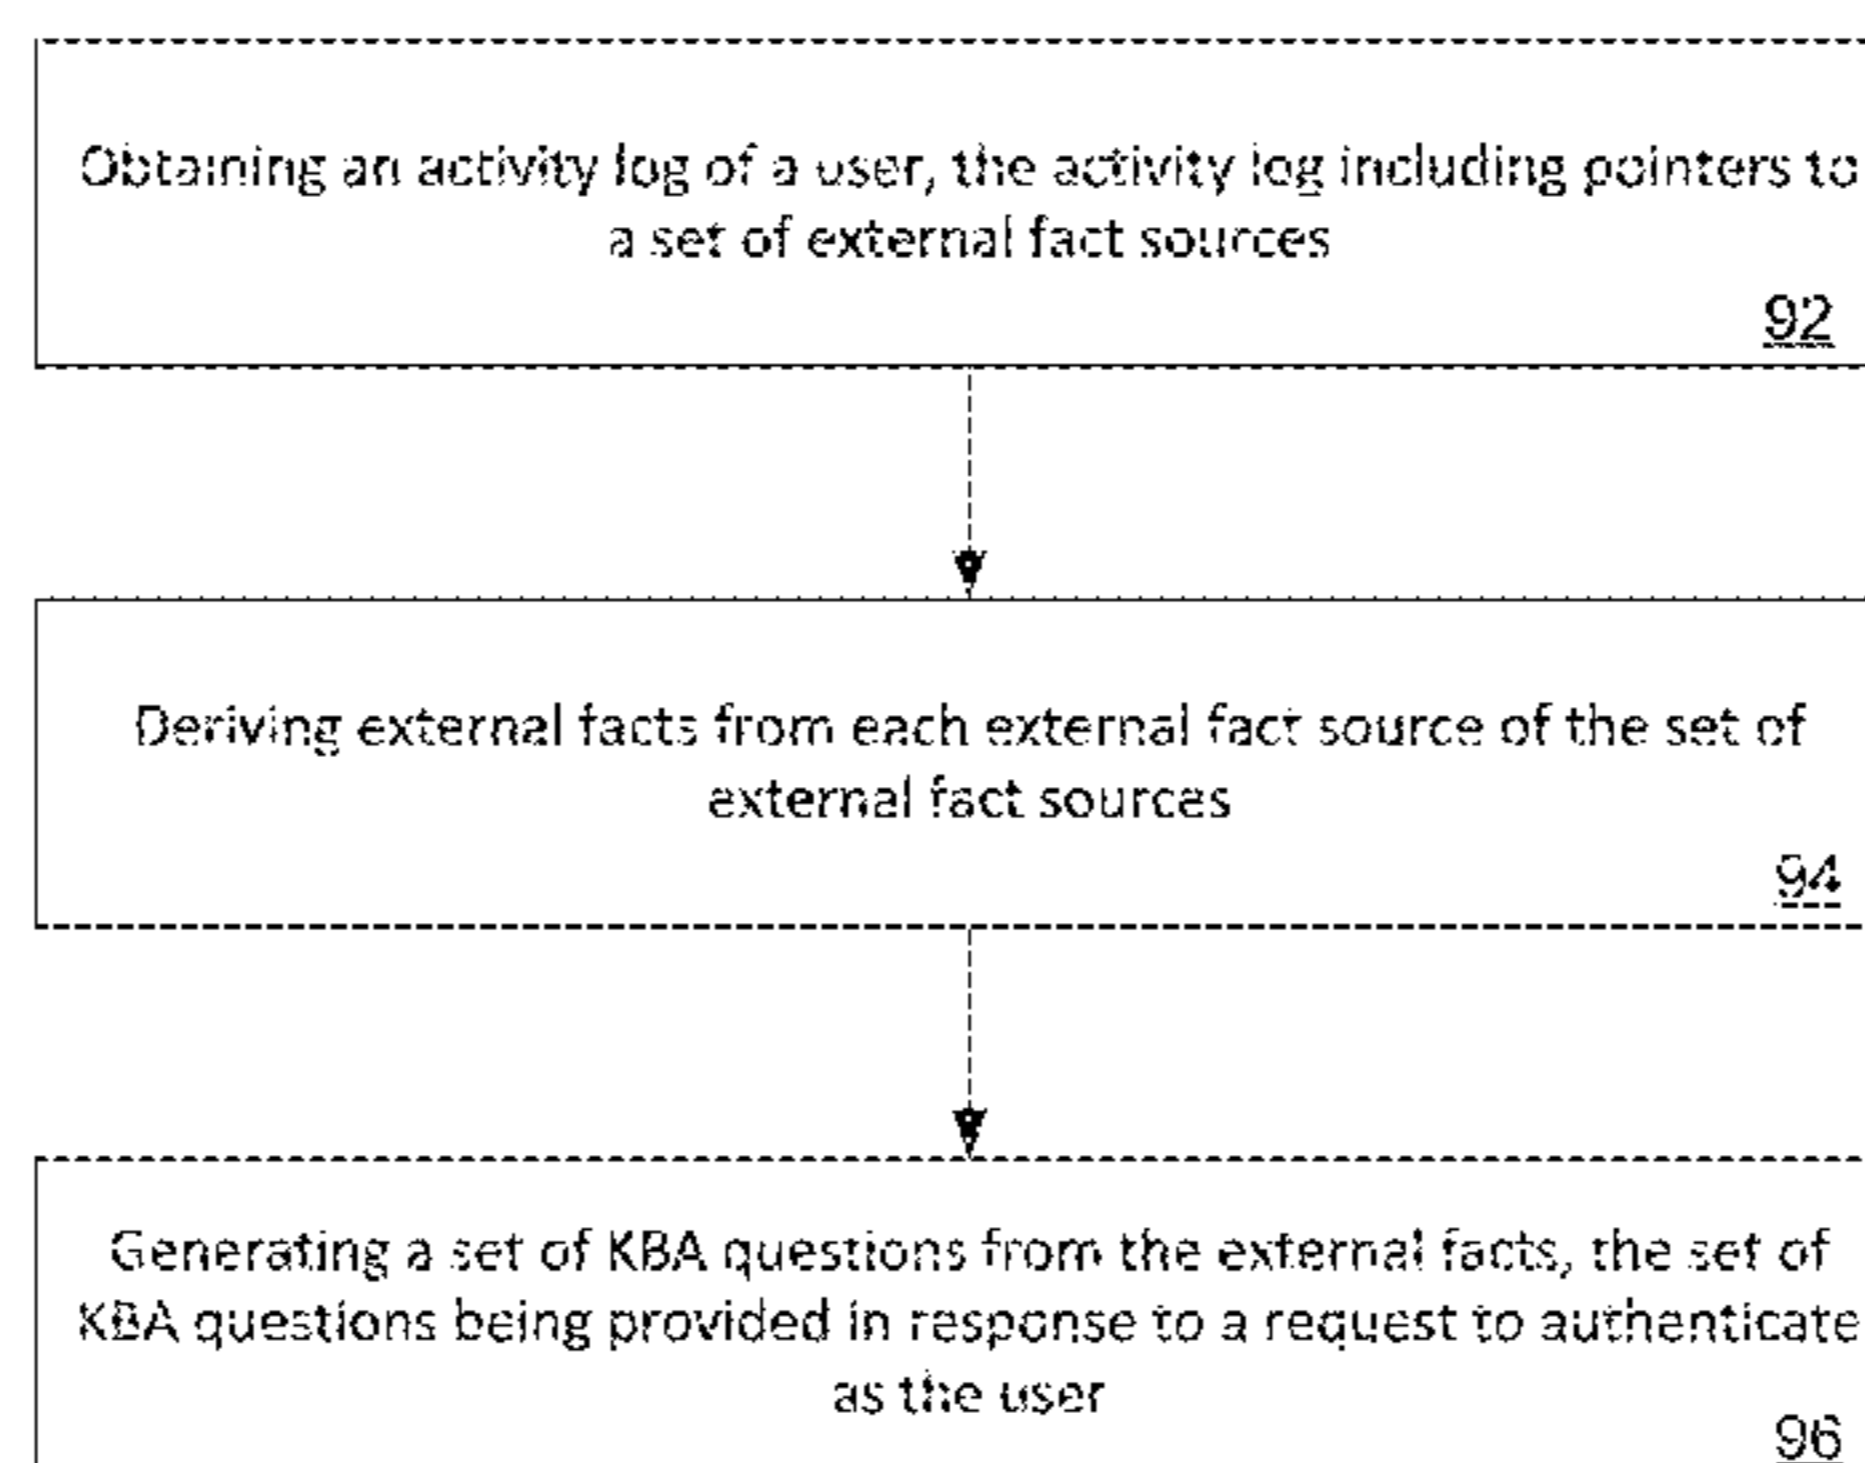 Obtaining an activity log of a user, the activity log including pointers to
a set of external fact sources
92
Deriving external facts from each external fact source of the set of
external fact sources
94
Generating a set of KBA questions from the external facts, the set of
KBA questions being provided in response to a request to authenticate
as the user
96